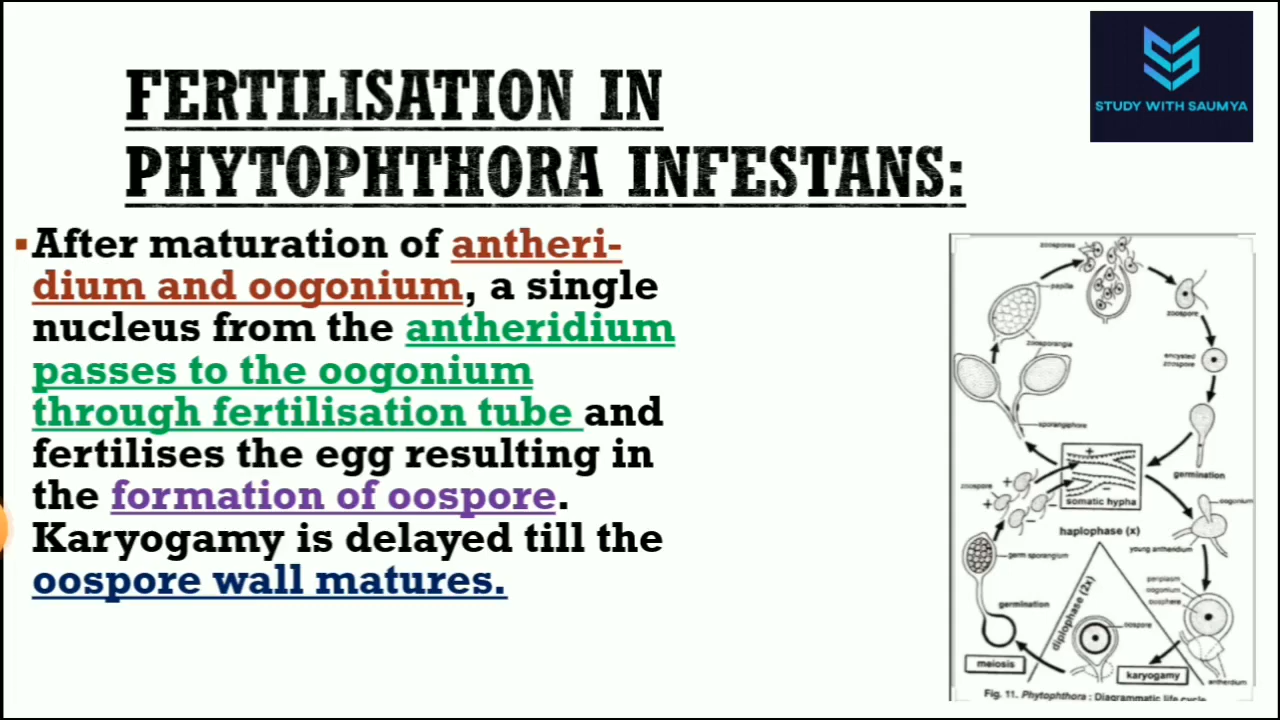 STUDY WITH SAUMYA
FERTILISATION IN
PHYTOPHTHORA INFESTANS:
▪After maturation of antheri-
dium and oogonium, a single
nucleus from the antheridium
passes to the oogonium
through fertilisation tube and
fertilises the egg resulting in
the formation of oospore.
Karyogamy is delayed till the
oospore wall matures.
zoospores
papilla
zoospore
zoosporangia
encysted
zoospore
sporangiophore
germination
+
somatic hypha
-
zoospore
+
+
-
-
haplophase (x)
oogonium
young antheridium
germ sporangium
periplasm
oogonium
oosphere
diplophase (2x)
germination
oospore
meiosis
karyogamy
antherdium
Fig. 11. Phytophthora : Diagrammatic life cycle